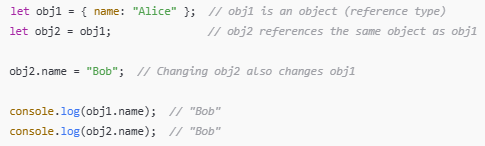 let obj1 = { name: "Alice" };  // obj1 is an object (reference type)
let obj2 = obj1;               // obj2 references the same object as obj1
obj2.name = "Bob";  // Changing obj2 also changes obj1
console.log(obj1.name);  // "Bob"
console.log(obj2.name);  // "Bob"